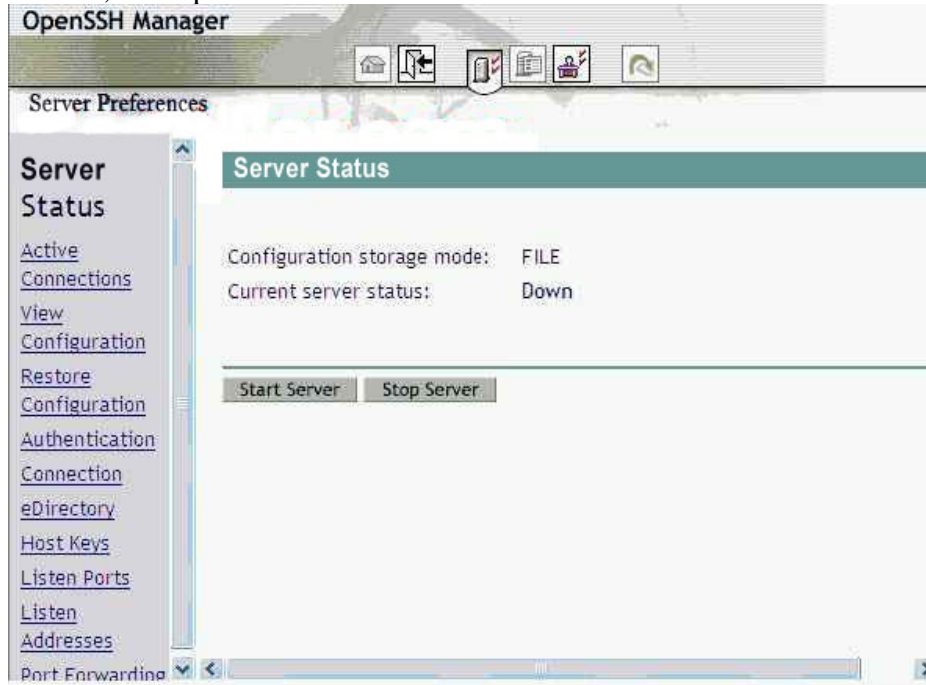 OpenSSH Manager
Server Preferences
Server
Status
Active
Connections
View
Configuration
Restore
Configuration
Authentication
Connection
eDirectory
Host Keys
Listen Ports
Listen
Addresses
Port Forwarding
Server Status
Configuration storage mode: FILE
Current server status: Down
Start Server Stop Server